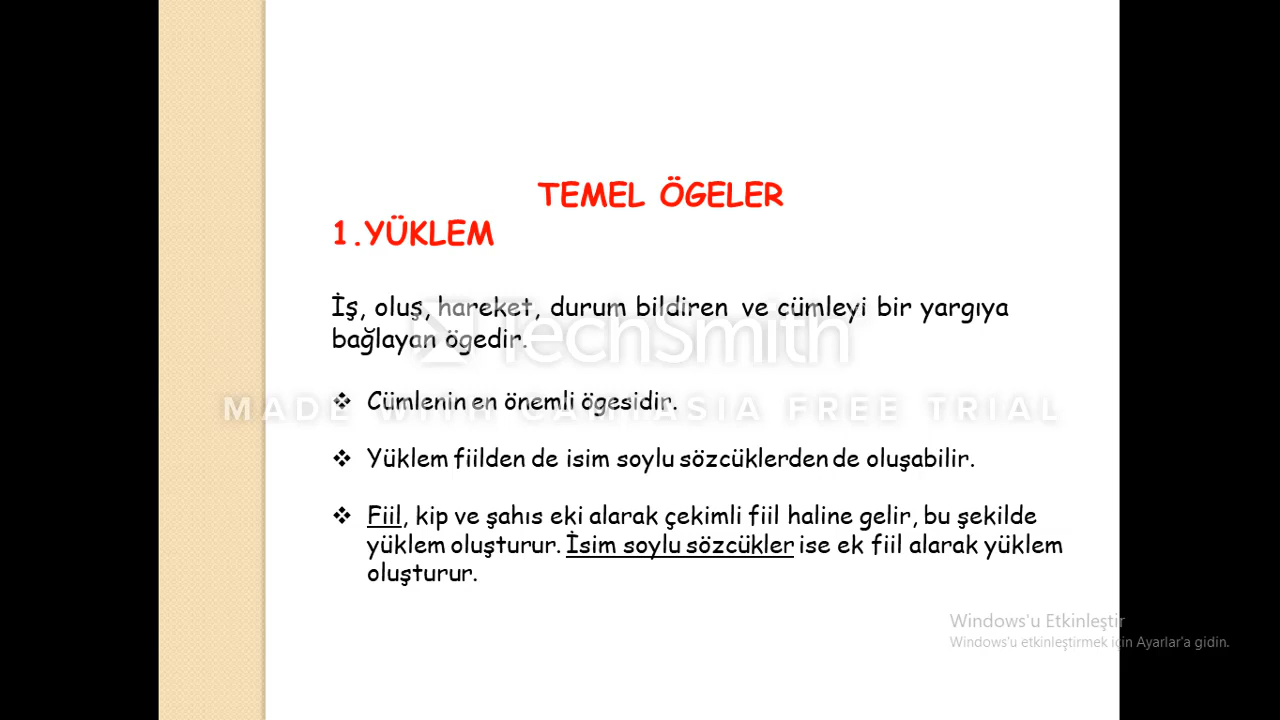 TEMEL ÖGELER
1.YÜKLEM
İş, oluş, hareket, durum bildiren ve cümleyi bir yargıya
bağlayan ögedir.
TechSmith
MADE WITH CAMTASIA FREE TRIAL
❖ Cümlenin en önemli ögesidir.
❖ Yüklem fiilden de isim soylu sözcüklerden de oluşabilir.
❖ Fiil, kip ve şahıs eki alarak çekimli fiil haline gelir, bu şekilde
yüklem oluşturur. İsim soylu sözcükler ise ek fiil alarak yüklem
oluşturur.
Windows'u Etkinleştir
Windows'u etkinleştirmek için Ayarlar'a gidin.